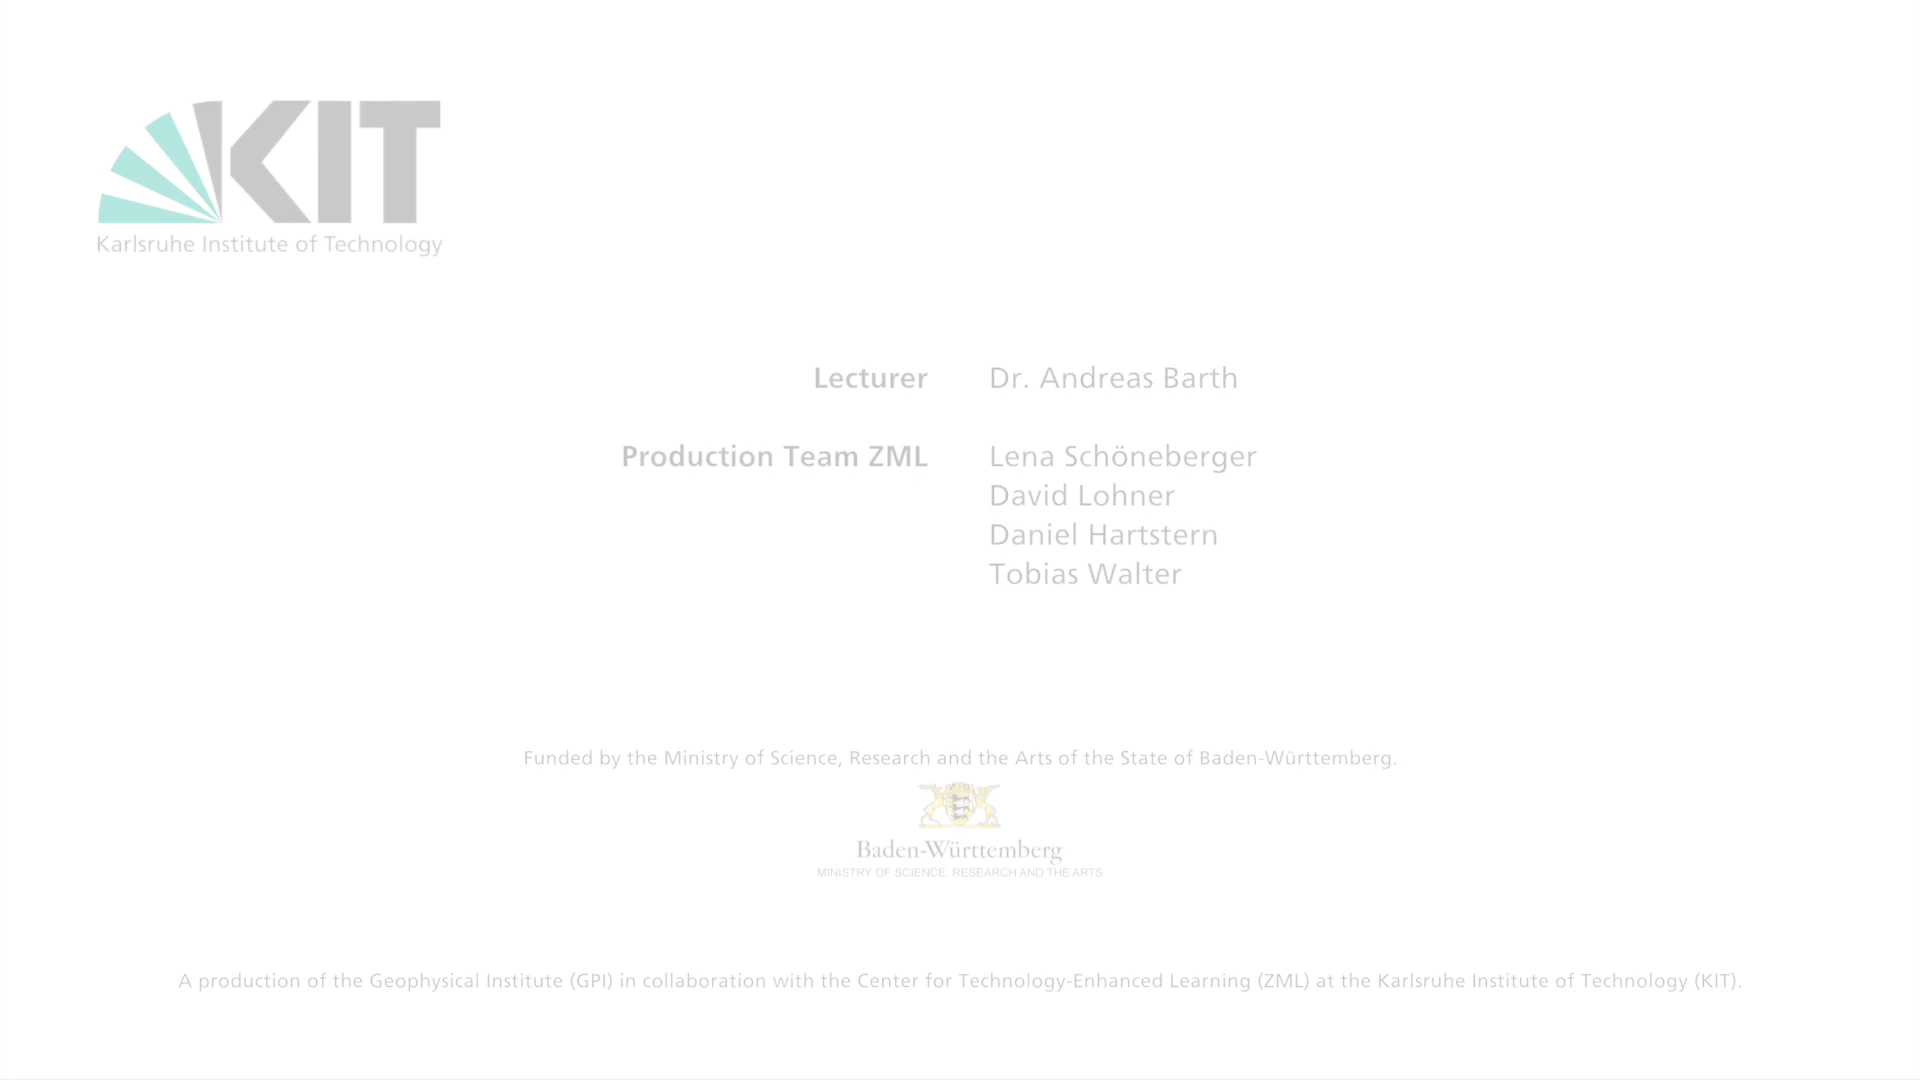 KIT
Karlsruhe Institute of Technology
Lecturer Dr. Andreas Barth
Production Team ZML Lena Schöneberger
David Lohner
Daniel Hartstern
Tobias Walter
Funded by the Ministry of Science, Research and the Arts of the State of Baden-Württemberg.
Baden-Württemberg
MINISTRY OF SCIENCE, RESEARCH AND THE ARTS
A production of the Geophysical Institute (GPI) in collaboration with the Center for Technology-Enhanced Learning (ZML) at the Karlsruhe Institute of Technology (KIT).